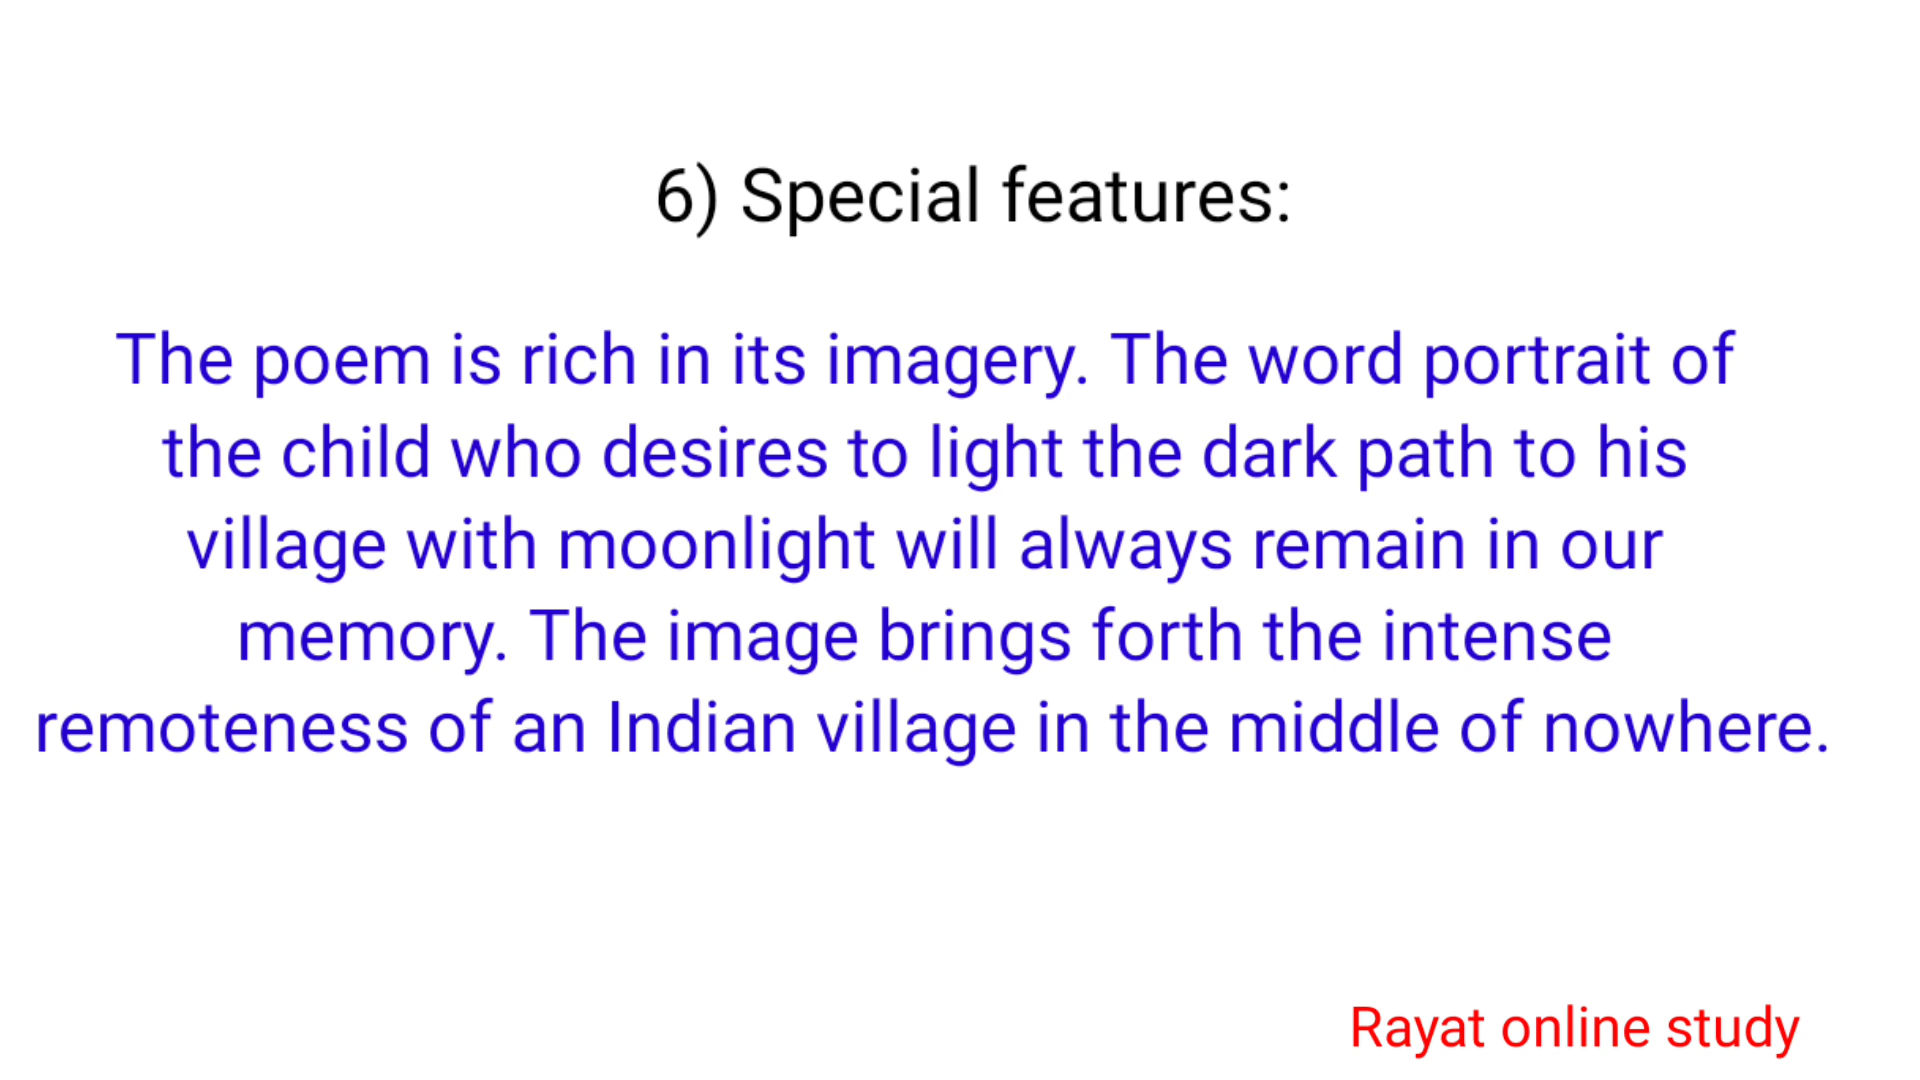 6) Special features:
The poem is rich in its imagery. The word portrait of
the child who desires to light the dark path to his
village with moonlight will always remain in our
memory. The image brings forth the intense
remoteness of an Indian village in the middle of nowhere.
Rayat online study